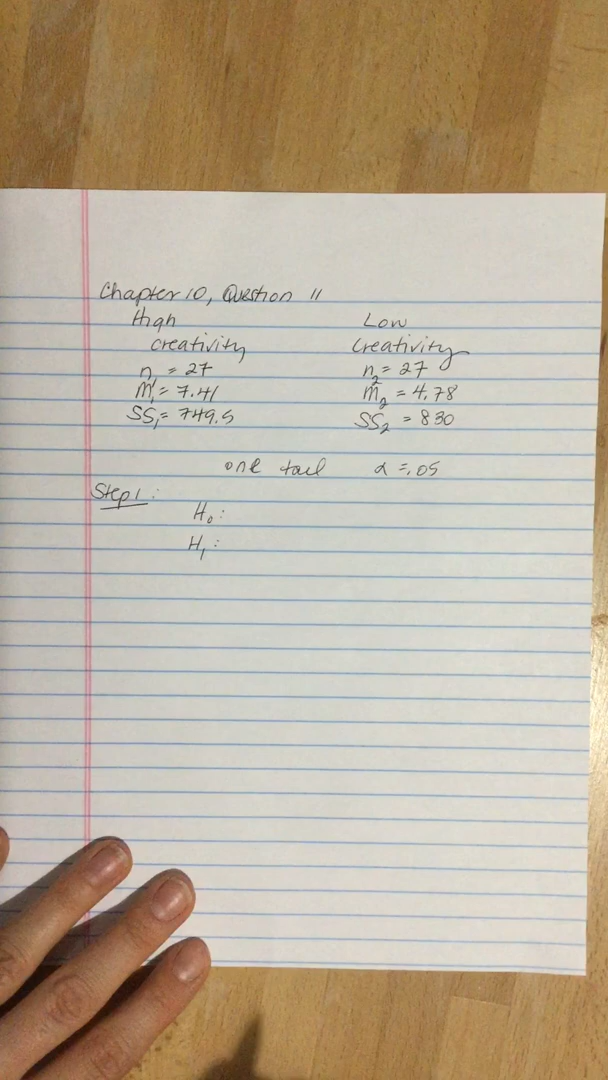 Chapter 10, Question 11
High Low
creativity creativity
n₁ = 27 n₂ = 27
M₁ = 7.41 M₂ = 4.78
SS₁ = 749.5 SS₂ = 830
one tail α = .05
Step 1:
H₀:
H₁: